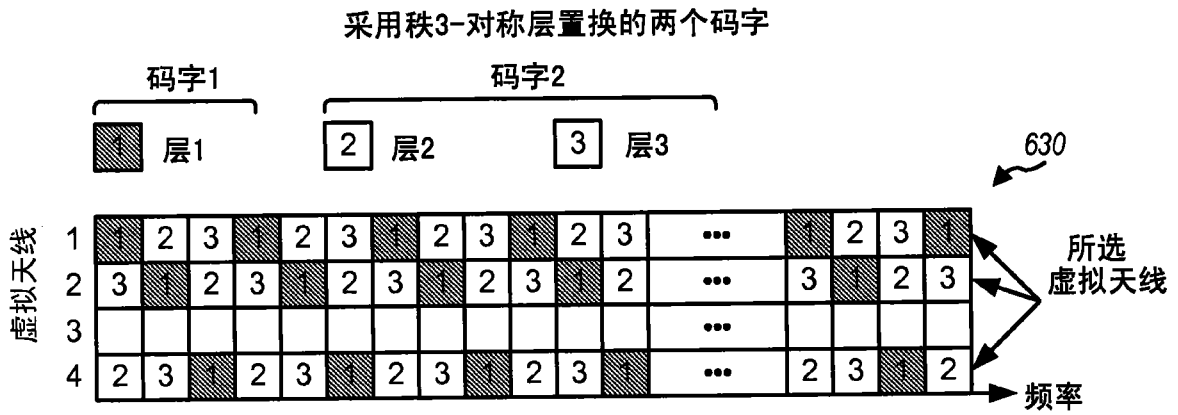 采用秩3-对称层置换的两个码字
码字1 码字2
1 层1 2 层2 3 层3
630
虚拟天线
1 1 2 3 1 2 3 1 2 3 1 2 3 ••• 1 2 3 1
2 3 1 2 3 1 2 3 1 2 3 1 2 ••• 3 1 2 3
3 •••
4 2 3 1 2 3 1 2 3 1 2 3 1 ••• 2 3 1 2
所选
虚拟天线
频率